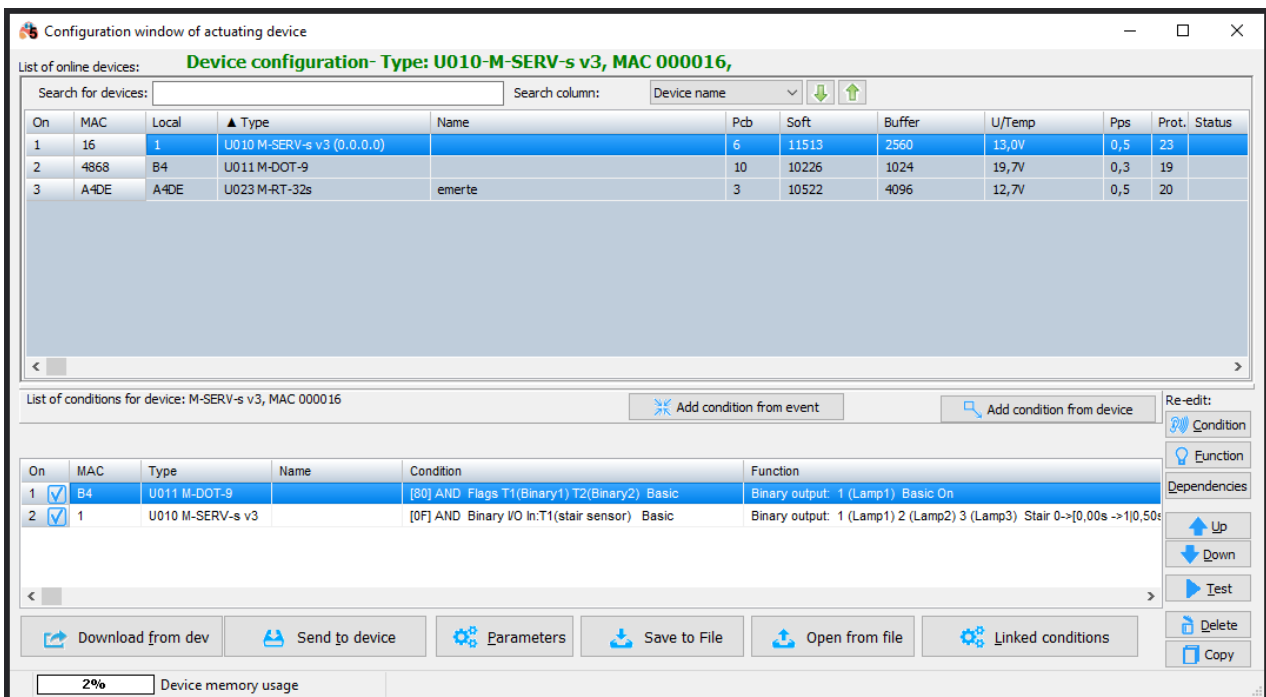 Configuration window of actuating device
List of online devices: Device configuration- Type: U010-M-SERV-s v3, MAC 000016,
Search for devices: Search column: Device name
On MAC Local ▲ Type Name Pcb Soft Buffer U/Temp Pps Prot. Status
1 16 1 U010 M-SERV-s v3 (0.0.0.0) 6 11513 2560 13,0V 0,5 23
2 4868 B4 U011 M-DOT-9 10 10226 1024 19,7V 0,3 19
3 A4DE A4DE U023 M-RT-32s emerte 3 10522 4096 12,7V 0,5 20
List of conditions for device: M-SERV-s v3, MAC 000016 Add condition from event Add condition from device Re-edit:
Condition
Function
Dependencies
On MAC Type Name Condition Function
1 B4 U011 M-DOT-9 [80] AND Flags T1(Binary1) T2(Binary2) Basic Binary output: 1 (Lamp1) Basic On
2 1 U010 M-SERV-s v3 [0F] AND Binary I/O In:T1(stair sensor) Basic Binary output: 1 (Lamp1) 2 (Lamp2) 3 (Lamp3) Stair 0->[0,00s ->1|0,50s
Up
Down
Test
Download from dev Send to device Parameters Save to File Open from file Linked conditions
Delete
Copy
2% Device memory usage